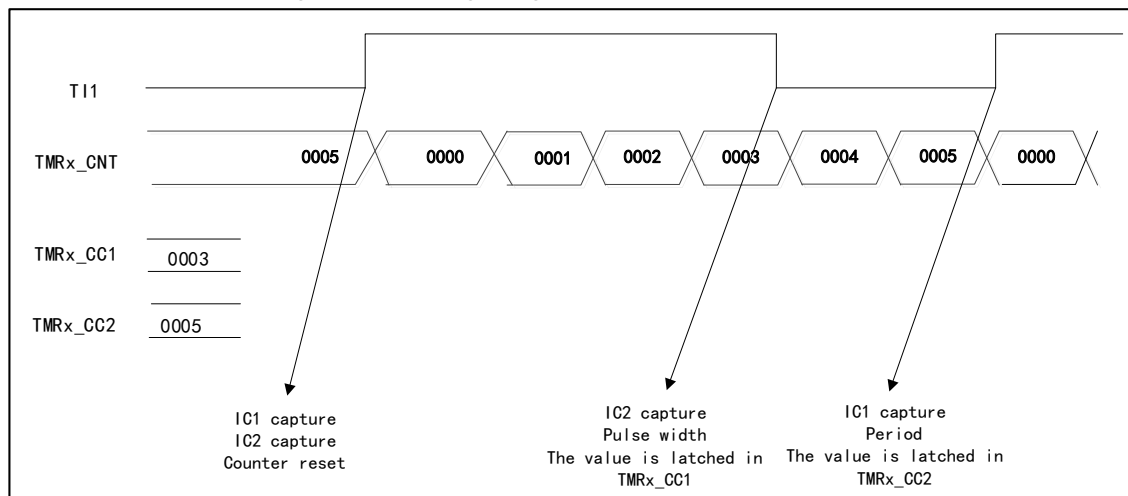 TI1
TMRx_CNT
0005 0000 0001 0002 0003 0004 0005 0000
TMRx_CC1
0003
TMRx_CC2
0005
IC1 capture
IC2 capture
Counter reset
IC2 capture
Pulse width
The value is latched in
TMRx_CC1
IC1 capture
Period
The value is latched in
TMRx_CC2